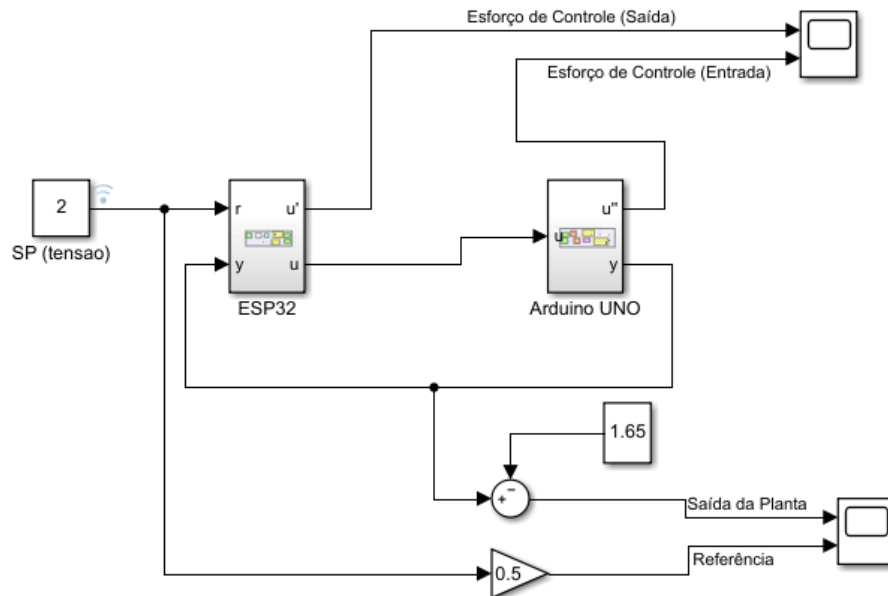 Esforço de Controle (Saída)
Esforço de Controle (Entrada)
2
SP (tensao)
r
u'
y
u
ESP32
u
u"
y
Arduino UNO
1.65
+
−
Saída da Planta
0.5
Referência